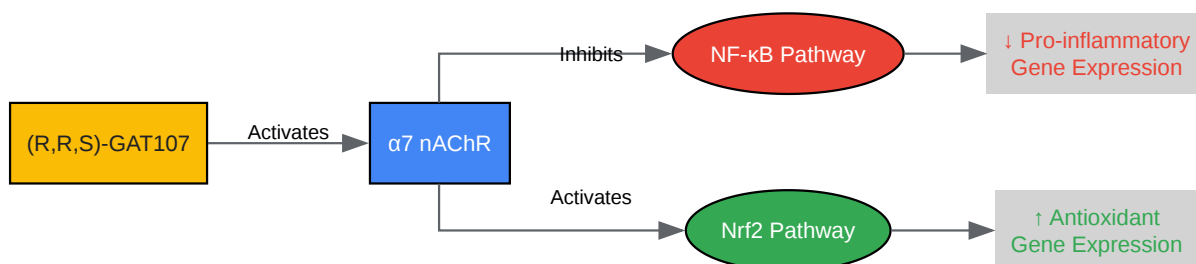 (R,R,S)-GAT107
Activates
α7 nAChR
Inhibits
NF-κB Pathway
↓ Pro-inflammatory
Gene Expression
Activates
Nrf2 Pathway
↑ Antioxidant
Gene Expression